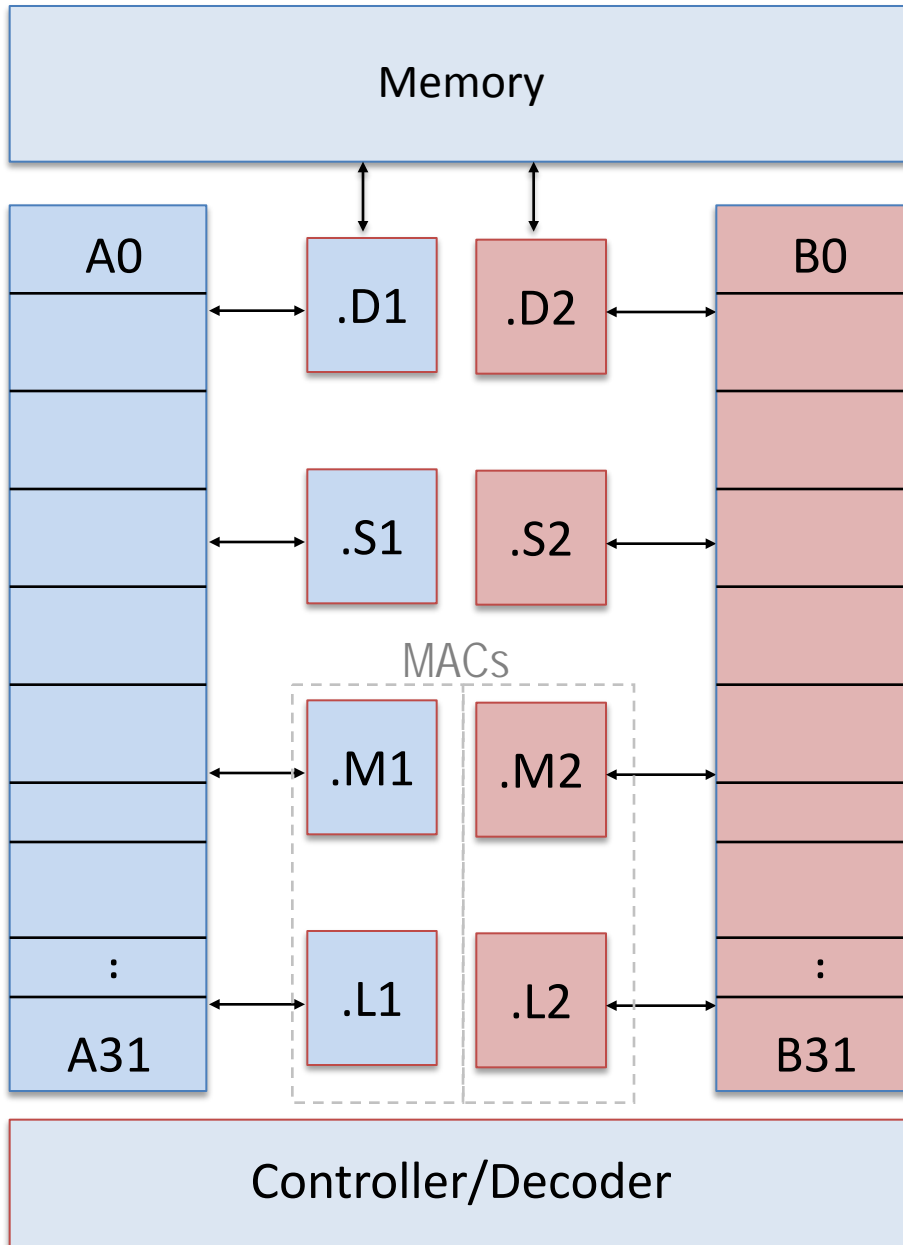 Memory
A0
B0
.D1
.D2
.S1
.S2
MACs
.M1
.M2
.L1
.L2
:
:
A31
B31
Controller/Decoder